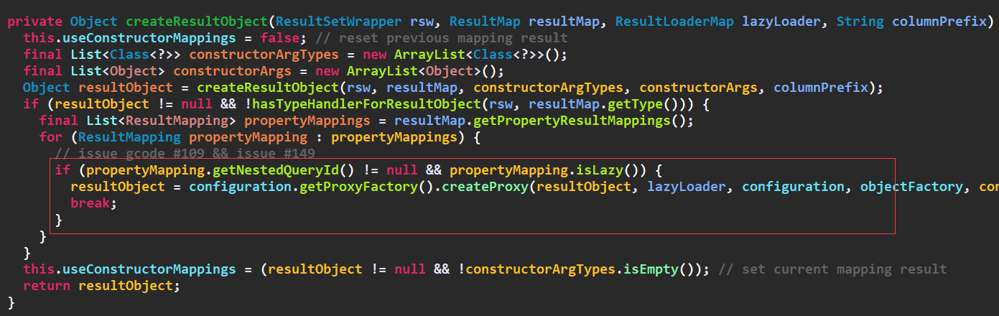 private Object createResultObject(ResultSetWrapper rsw, ResultMap resultMap, ResultLoaderMap lazyLoader, String columnPrefix)
  this.useConstructorMappings = false; // reset previous mapping result
  final List<Class<?>> constructorArgTypes = new ArrayList<Class<?>>();
  final List<Object> constructorArgs = new ArrayList<Object>();
  Object resultObject = createResultObject(rsw, resultMap, constructorArgTypes, constructorArgs, columnPrefix);
  if (resultObject != null && !hasTypeHandlerForResultObject(rsw, resultMap.getType())) {
    final List<ResultMapping> propertyMappings = resultMap.getPropertyResultMappings();
    for (ResultMapping propertyMapping : propertyMappings) {
      // issue gcode #109 && issue #149
      if (propertyMapping.getNestedQueryId() != null && propertyMapping.isLazy()) {
        resultObject = configuration.getProxyFactory().createProxy(resultObject, lazyLoader, configuration, objectFactory, con
        break;
      }
    }
  }
  this.useConstructorMappings = (resultObject != null && !constructorArgTypes.isEmpty()); // set current mapping result
  return resultObject;
}